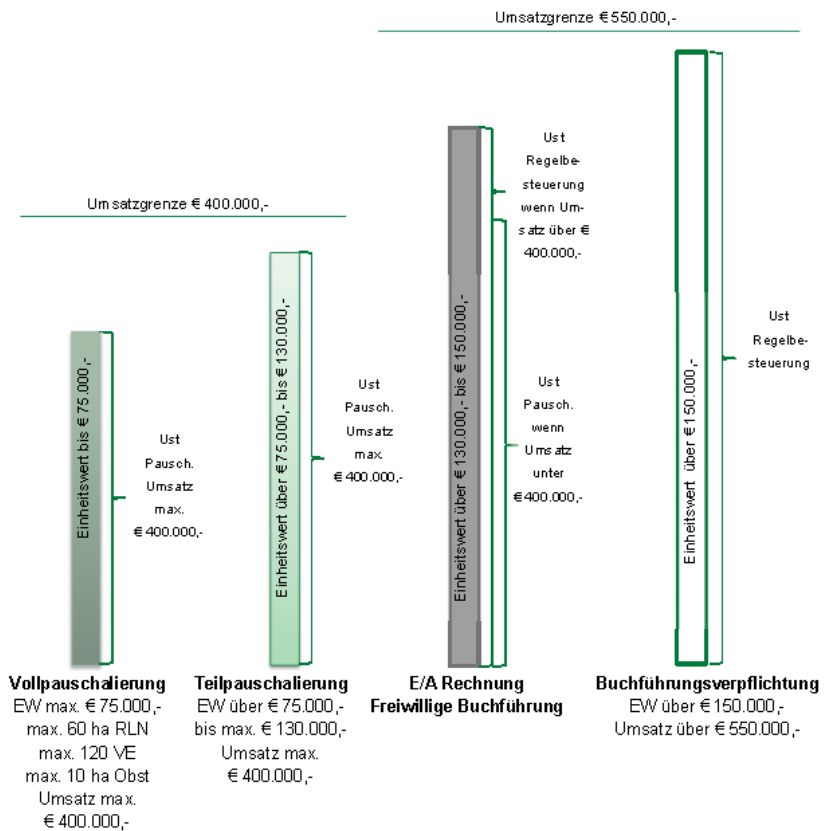 Umsatzgrenze € 550.000,-
Umsatzgrenze € 400.000,-
Einheitswert bis € 75.000,-
Ust
Pausch.
Umsatz
max.
€ 400.000,-
Einheitswert über € 75.000,- bis € 130.000,-
Ust
Pausch.
Umsatz
max.
€ 400.000,-
Einheitswert über € 130.000,- bis € 150.000,-
Ust
Regelbe-
steuerung
wenn Um-
satz über €
400.000,-
Ust
Pausch.
wenn
Umsatz
unter
€ 400.000,-
Einheitswert über € 150.000,-
Ust
Regelbe-
steuerung
Vollpauschalierung
EW max. € 75.000,-
max. 60 ha RLN
max. 120 VE
max. 10 ha Obst
Umsatz max.
€ 400.000,-
Teilpauschalierung
EW über € 75.000,-
bis max. € 130.000,-
Umsatz max.
€ 400.000,-
E/A Rechnung
Freiwillige Buchführung
Buchführungsverpflichtung
EW über € 150.000,-
Umsatz über € 550.000,-